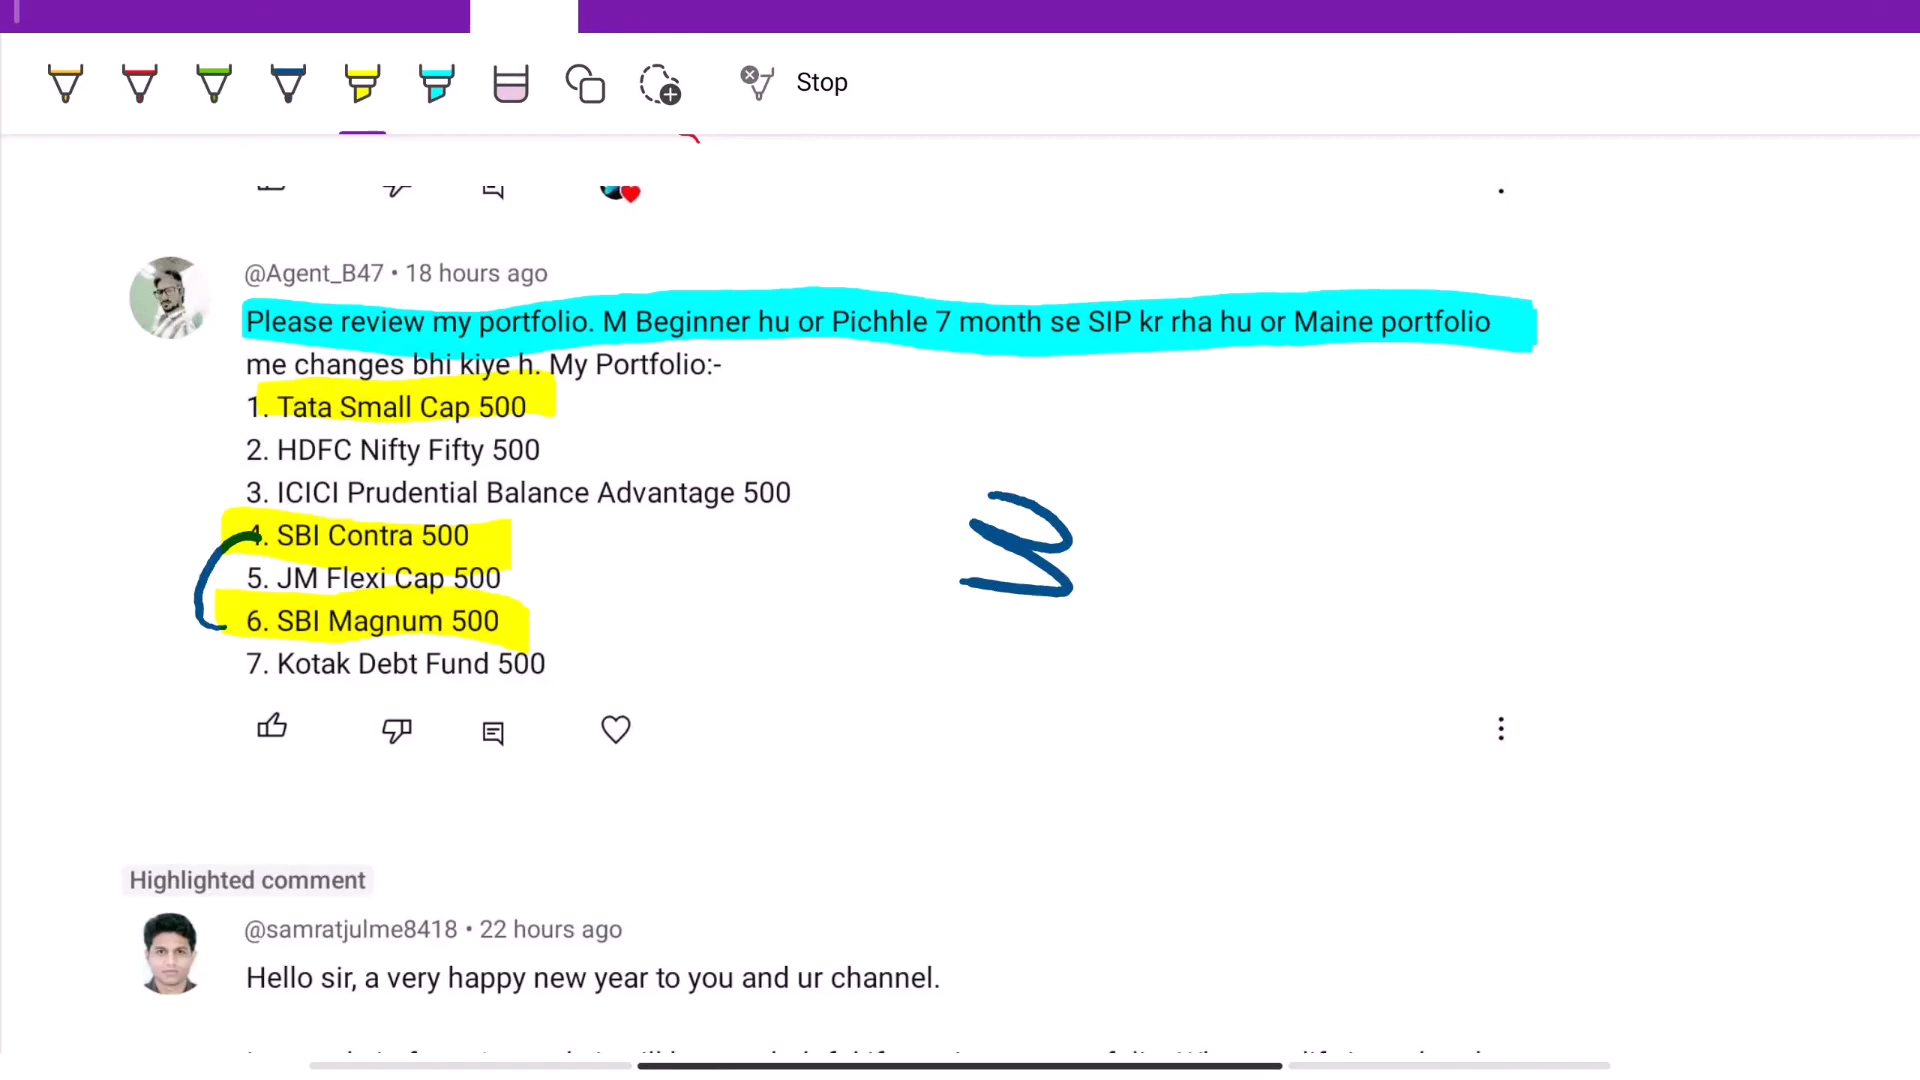 Stop
@Agent_B47 • 18 hours ago
Please review my portfolio. M Beginner hu or Pichhle 7 month se SIP kr rha hu or Maine portfolio
me changes bhi kiye h. My Portfolio:-
1. Tata Small Cap 500
2. HDFC Nifty Fifty 500
3. ICICI Prudential Balance Advantage 500
4. SBI Contra 500
5. JM Flexi Cap 500
6. SBI Magnum 500
7. Kotak Debt Fund 500
Highlighted comment
@samratjulme8418 • 22 hours ago
Hello sir, a very happy new year to you and ur channel.